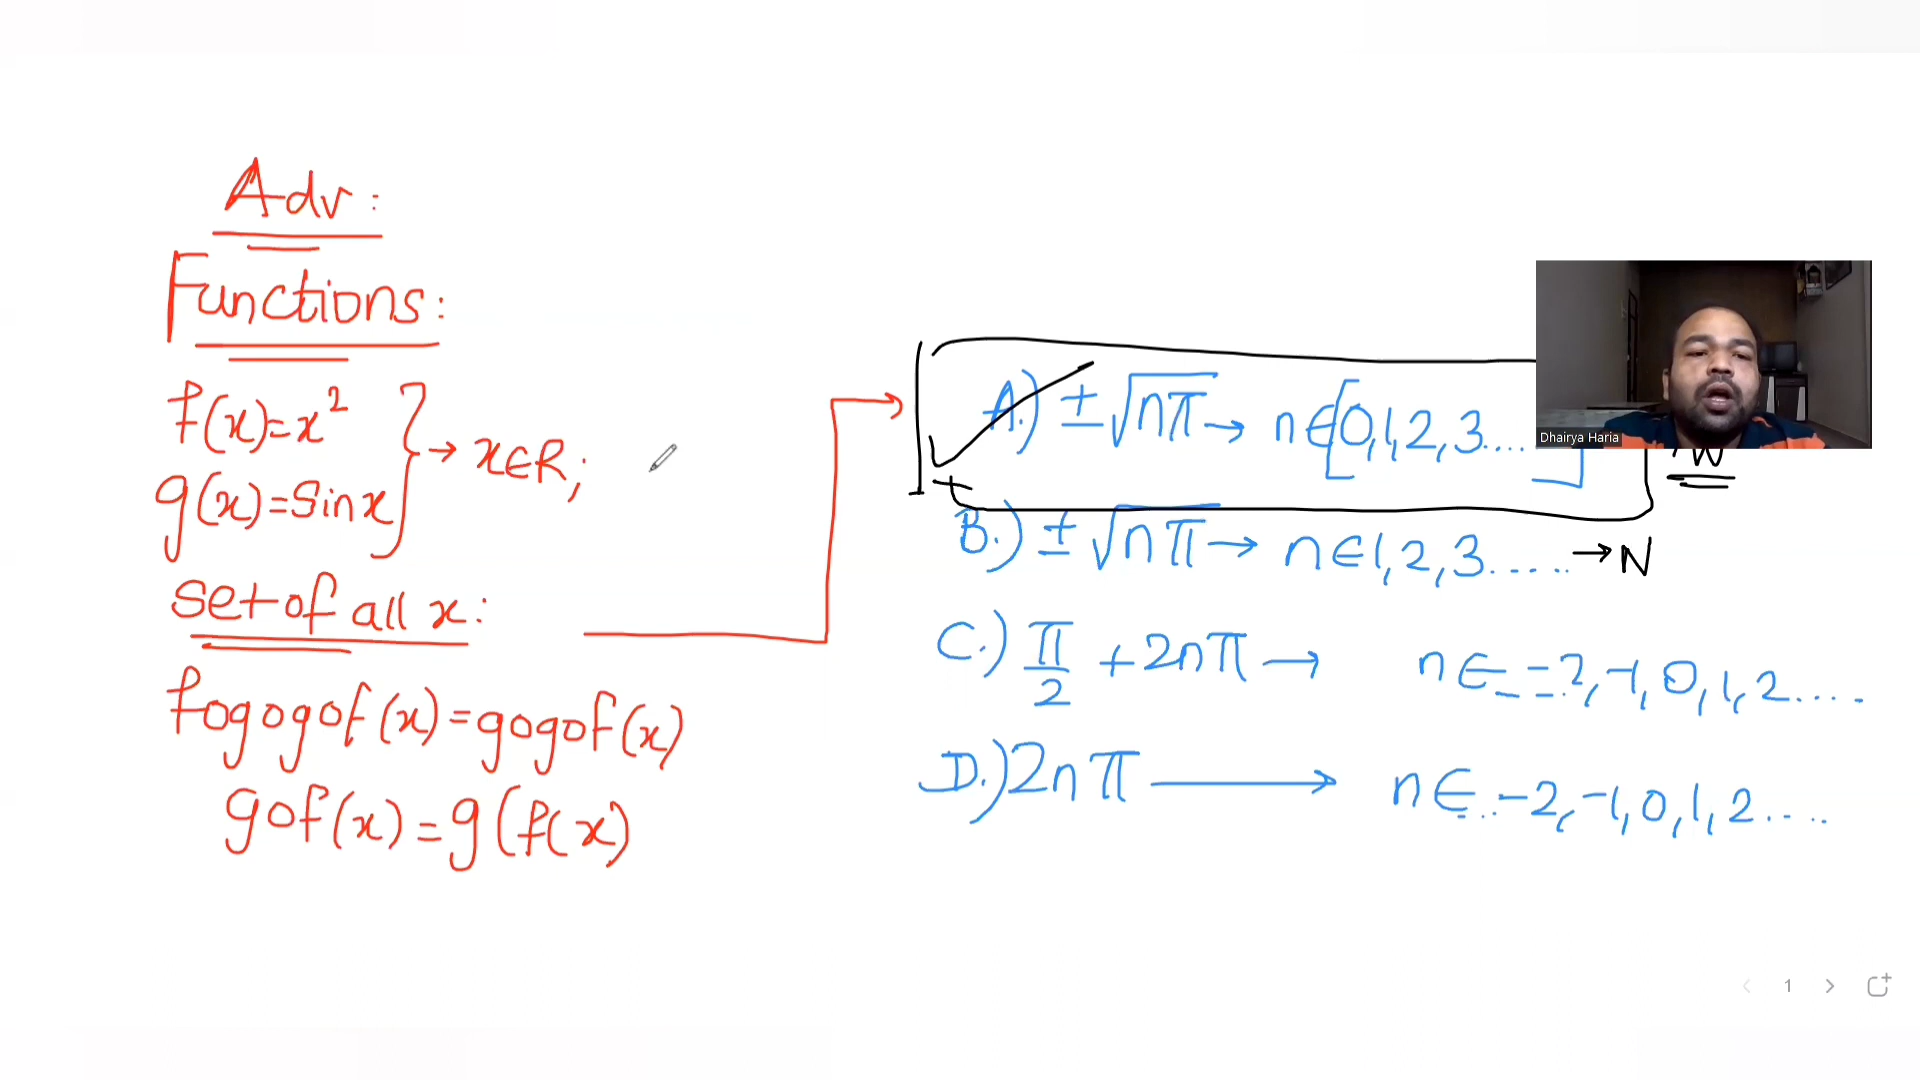 Adv:
Functions:
f(x)=x²
g(x)=Sinx
} → x∈R;
set of all x:
fogogof(x)=gogof(x)
gof(x)=g(f(x)
A.) ±√nπ → n∈[0,1,2,3....]
W
B.) ±√nπ → n∈1,2,3..... →N
C.) π/2 +2nπ → n∈_ _-2,-1,0,1,2....
D.) 2nπ → n∈..-2,-1,0,1,2....
Dhairya Haria
1